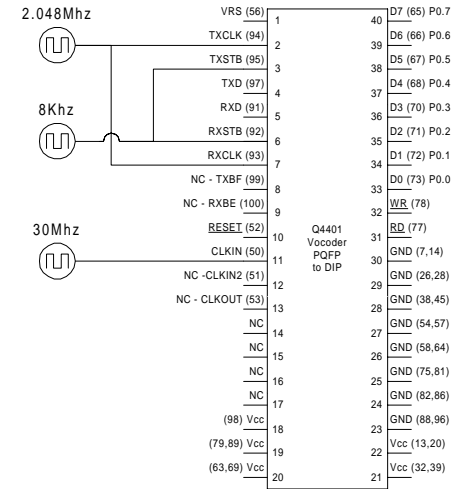 2.048Mhz
8Khz
30Mhz
VRS (56)
1
TXCLK (94)
2
TXSTB (95)
3
TXD (97)
4
RXD (91)
5
RXSTB (92)
6
RXCLK (93)
7
NC - TXBF (99)
8
NC - RXBE (100)
9
RESET (52)
10
CLKIN (50)
11
NC -CLKIN2 (51)
12
NC - CLKOUT (53)
13
NC
14
NC
15
NC
16
NC
17
(98) Vcc
18
(79,89) Vcc
19
(63,69) Vcc
20
Q4401
Vocoder
PQFP
to DIP
D7 (65) P0.7
40
D6 (66) P0.6
39
D5 (67) P0.5
38
D4 (68) P0.4
37
D3 (70) P0.3
36
D2 (71) P0.2
35
D1 (72) P0.1
34
D0 (73) P0.0
33
WR (78)
32
RD (77)
31
GND (7,14)
30
GND (26,28)
29
GND (38,45)
28
GND (54,57)
27
GND (58,64)
26
GND (75,81)
25
GND (82,86)
24
GND (88,96)
23
Vcc (13,20)
22
Vcc (32,39)
21